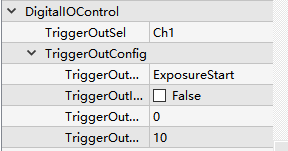 DigitalIOControl
TriggerOutSel Ch1
TriggerOutConfig
TriggerOut... ExposureStart
TriggerOutI... False
TriggerOut... 0
TriggerOut... 10